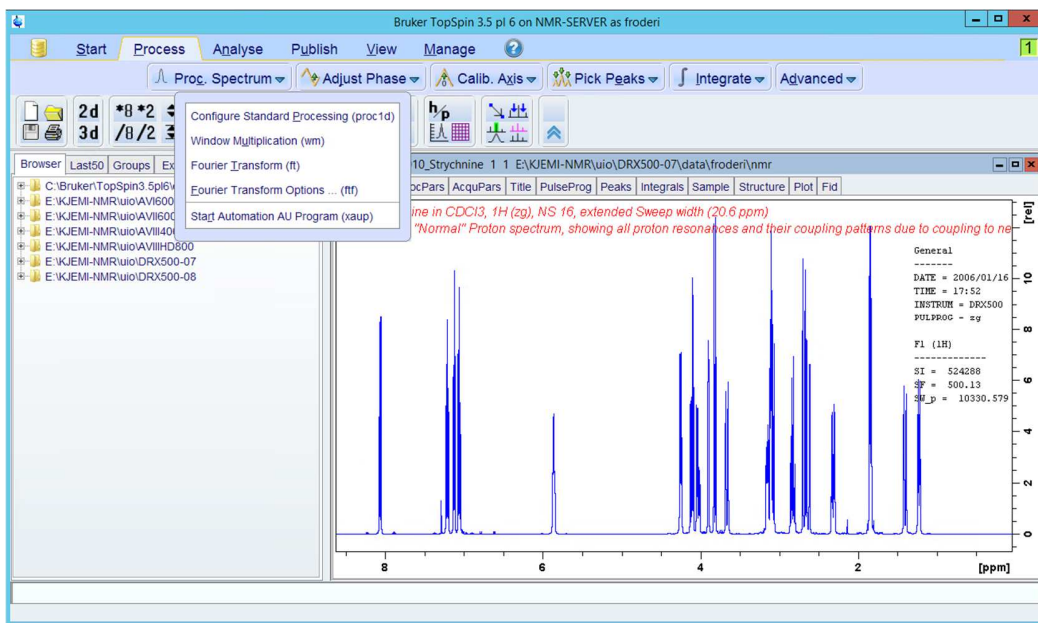 Bruker TopSpin 3.5 pl 6 on NMR-SERVER as froderi
Start Process Analyse Publish View Manage
1
Proc. Spectrum Adjust Phase Calib. Axis Pick Peaks Integrate Advanced
2d *8 *2
3d /8 /2
h/p
Configure Standard Processing (proc1d)
Window Multiplication (wm)
Fourier Transform (ft)
Fourier Transform Options ... (ftf)
Start Automation AU Program (xaup)
Browser Last50 Groups
10_Strychnine 1 1 E:\KJEMI-NMR\uio\DRX500-07\data\froderi\nmr
ocPars AcquPars Title PulseProg Peaks Integrals Sample Structure Plot Fid
C:\Bruker\TopSpin3.5pl6\
E:\KJEMI-NMR\uio\AVI600
E:\KJEMI-NMR\uio\AVII600
E:\KJEMI-NMR\uio\AVIII40
E:\KJEMI-NMR\uio\AVIIIHD800
E:\KJEMI-NMR\uio\DRX500-07
E:\KJEMI-NMR\uio\DRX500-08
ine in CDCl3, 1H (zg), NS 16, extended Sweep width (20.6 ppm)
"Normal" Proton spectrum, showing all proton resonances and their coupling patterns due to coupling to ne
General
-------
DATE = 2006/01/16
TIME = 17:52
INSTRUM = DRX500
PULPROG = zg
F1 (1H)
-------------
SI = 524288
SF = 500.13
SW_p = 10330.579
[rel]
10
8
6
4
2
0
8 6 4 2 [ppm]